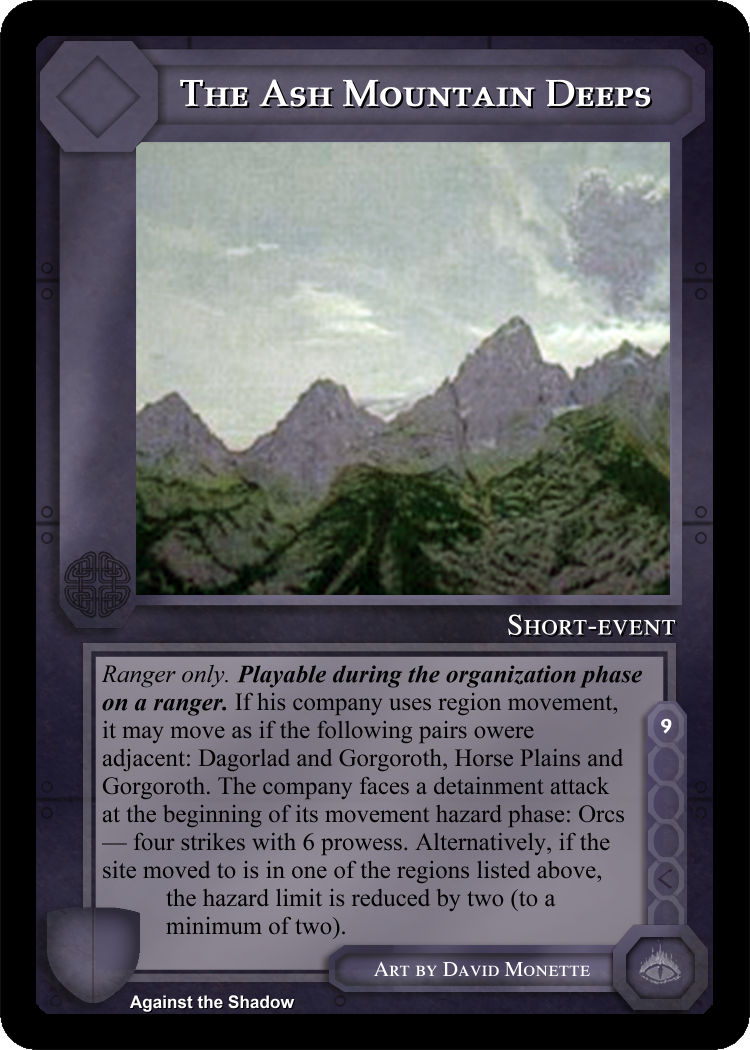 The Ash Mountain Deeps
Short-event
Ranger only. Playable during the organization phase
on a ranger. If his company uses region movement,
it may move as if the following pairs owere
adjacent: Dagorlad and Gorgoroth, Horse Plains and
Gorgoroth. The company faces a detainment attack
at the beginning of its movement hazard phase: Orcs
— four strikes with 6 prowess. Alternatively, if the
site moved to is in one of the regions listed above,
the hazard limit is reduced by two (to a
minimum of two).
9
Art by David Monette
Against the Shadow